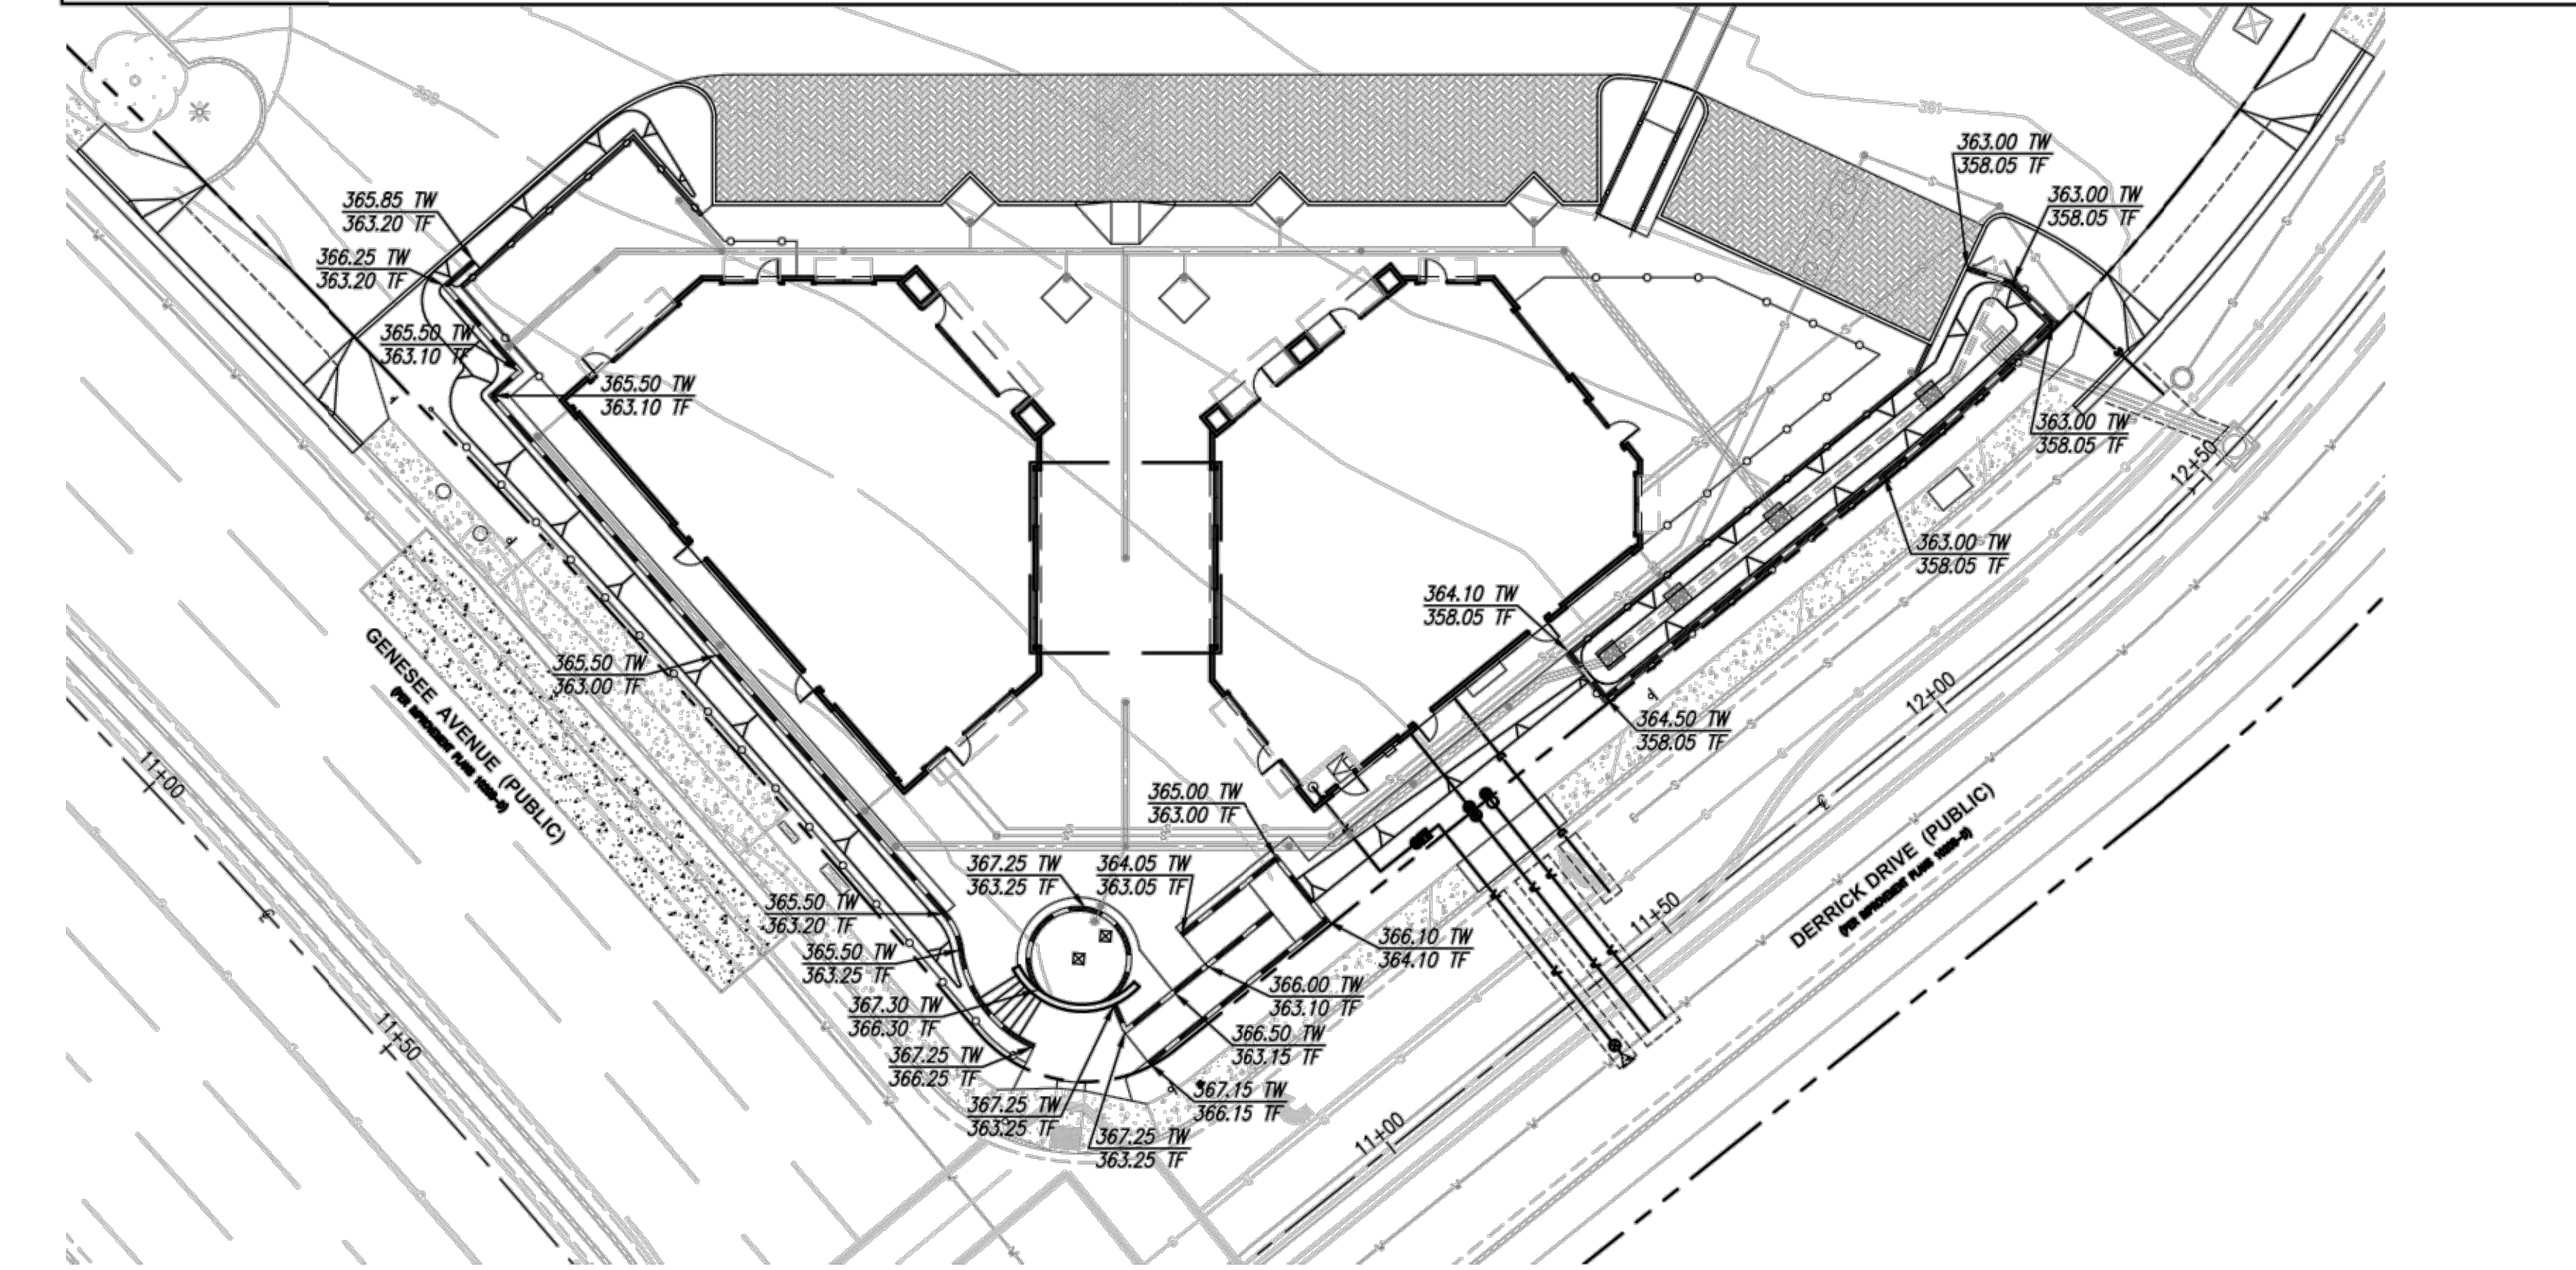 363.00 TW
358.05 TF
363.00 TW
358.05 TF
365.85 TW
363.20 TF
366.25 TW
363.20 TF
365.50 TW
363.10 TF
365.50 TW
363.10 TF
363.00 TW
358.05 TF
12+50
363.00 TW
358.05 TF
364.10 TW
358.05 TF
365.50 TW
363.00 TF
GENESEE AVENUE (PUBLIC)
12+00
364.50 TW
358.05 TF
11+00
365.00 TW
363.00 TF
DERRICK DRIVE (PUBLIC)
367.25 TW
363.25 TF
364.05 TW
363.05 TF
11+50
365.50 TW
363.20 TF
366.10 TW
364.10 TF
365.50 TW
363.25 TF
366.00 TW
363.10 TF
367.30 TW
366.30 TF
11+50
366.50 TW
363.15 TF
367.25 TW
366.25 TF
367.15 TW
366.15 TF
367.25 TW
363.25 TF
367.25 TW
363.25 TF
11+00